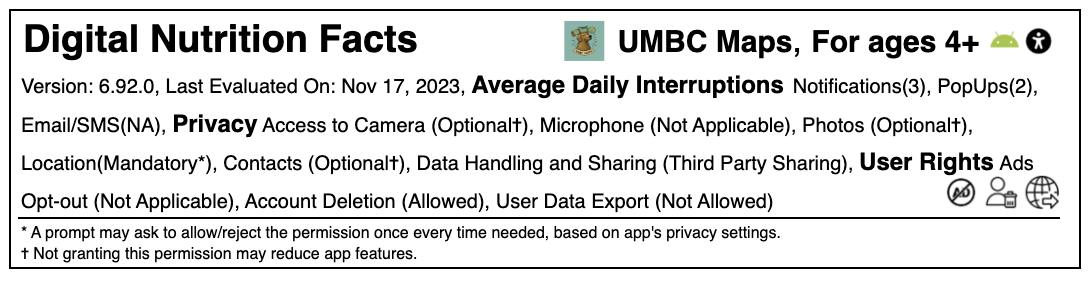 Digital Nutrition Facts UMBC Maps, For ages 4+
Version: 6.92.0, Last Evaluated On: Nov 17, 2023, Average Daily Interruptions Notifications(3), PopUps(2),
Email/SMS(NA), Privacy Access to Camera (Optional†), Microphone (Not Applicable), Photos (Optional†),
Location(Mandatory*), Contacts (Optional†), Data Handling and Sharing (Third Party Sharing), User Rights Ads
Opt-out (Not Applicable), Account Deletion (Allowed), User Data Export (Not Allowed)
AD
* A prompt may ask to allow/reject the permission once every time needed, based on app's privacy settings.
† Not granting this permission may reduce app features.